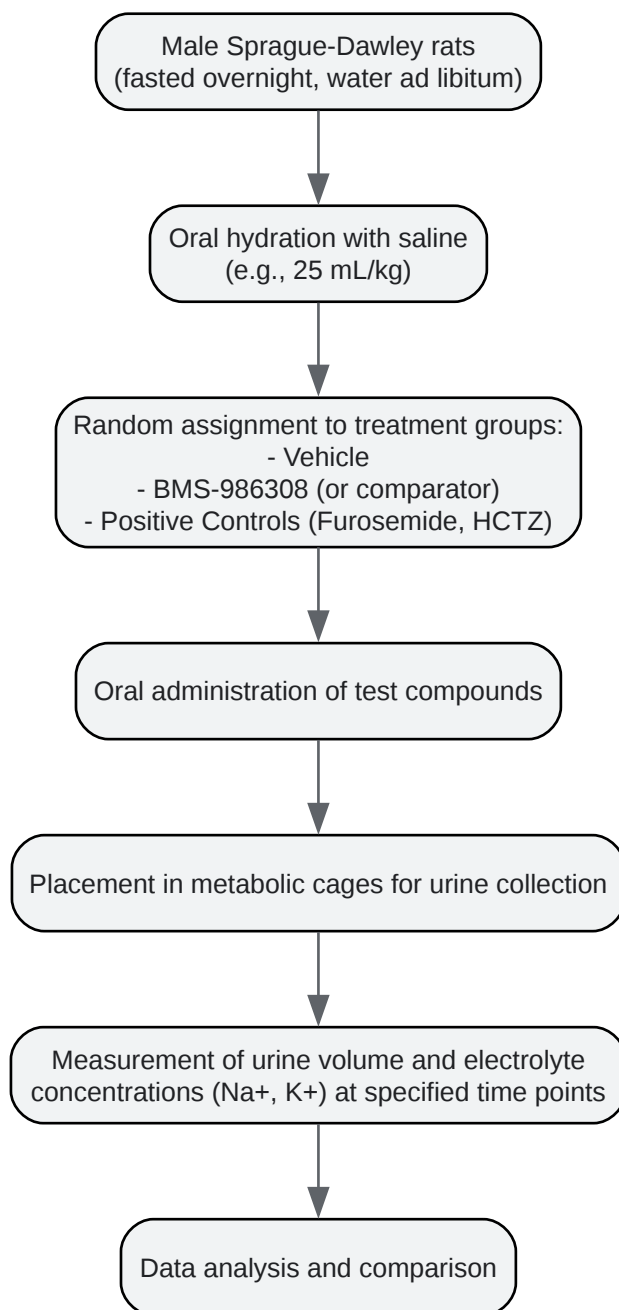 Male Sprague-Dawley rats
(fasted overnight, water ad libitum)
Oral hydration with saline
(e.g., 25 mL/kg)
Random assignment to treatment groups:
- Vehicle
- BMS-986308 (or comparator)
- Positive Controls (Furosemide, HCTZ)
Oral administration of test compounds
Placement in metabolic cages for urine collection
Measurement of urine volume and electrolyte
concentrations (Na+, K+) at specified time points
Data analysis and comparison